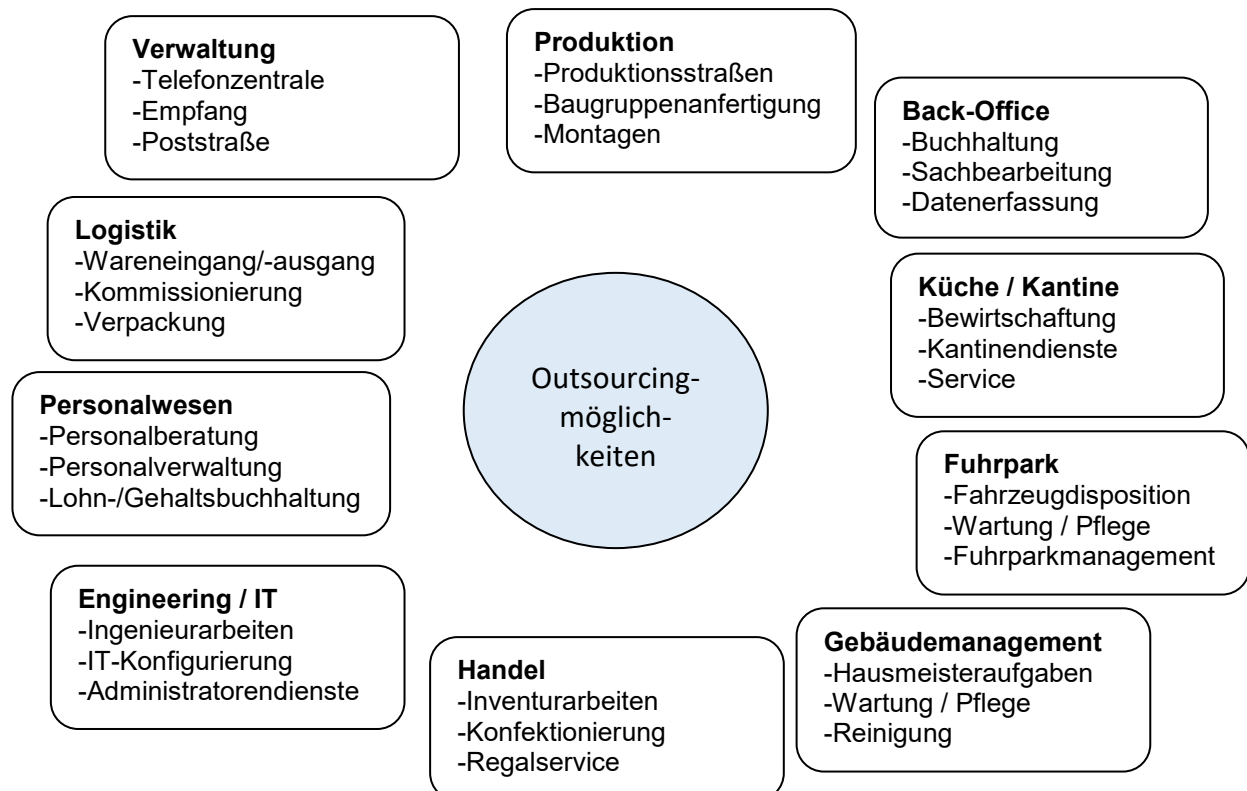 Verwaltung
-Telefonzentrale
-Empfang
-Poststraße
Produktion
-Produktionsstraßen
-Baugruppenanfertigung
-Montagen
Back-Office
-Buchhaltung
-Sachbearbeitung
-Datenerfassung
Logistik
-Wareneingang/-ausgang
-Kommissionierung
-Verpackung
Küche / Kantine
-Bewirtschaftung
-Kantinendienste
-Service
Outsourcing-
möglich-
keiten
Personalwesen
-Personalberatung
-Personalverwaltung
-Lohn-/Gehaltsbuchhaltung
Fuhrpark
-Fahrzeugdisposition
-Wartung / Pflege
-Fuhrparkmanagement
Engineering / IT
-Ingenieurarbeiten
-IT-Konfigurierung
-Administratorendienste
Handel
-Inventurarbeiten
-Konfektionierung
-Regalservice
Gebäudemanagement
-Hausmeisteraufgaben
-Wartung / Pflege
-Reinigung